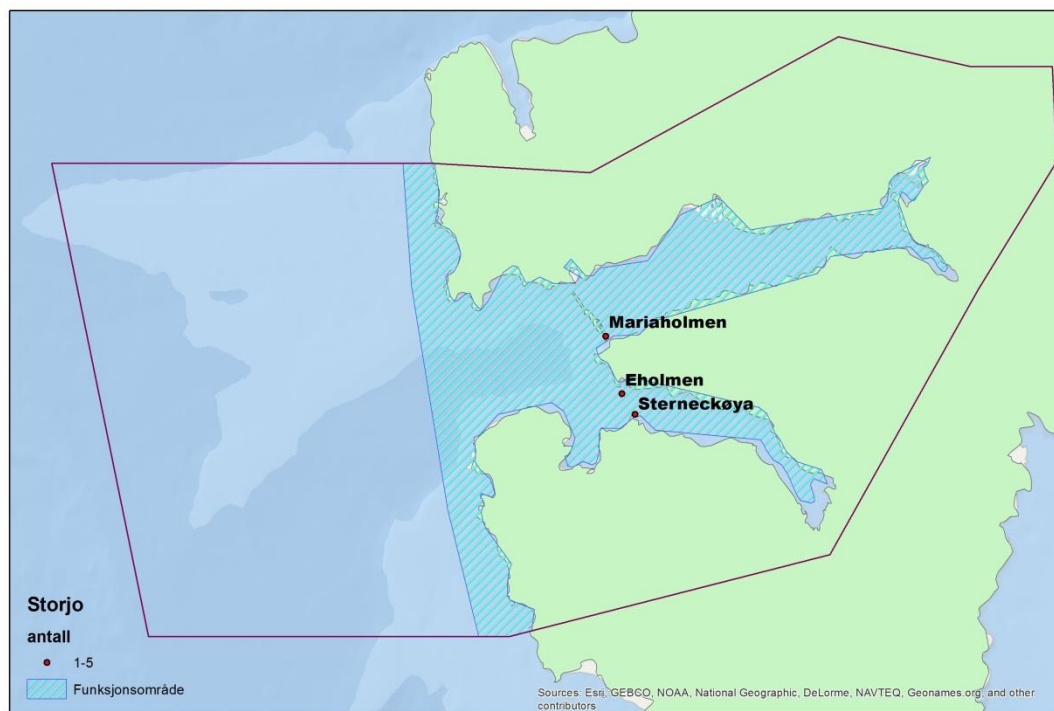 Mariaholmen
Eholmen
Sterneckøya
Storjo
antall
1-5
Funksjonsområde
Sources: Esri, GEBCO, NOAA, National Geographic, DeLorme, NAVTEQ, Geonames.org, and other
contributors